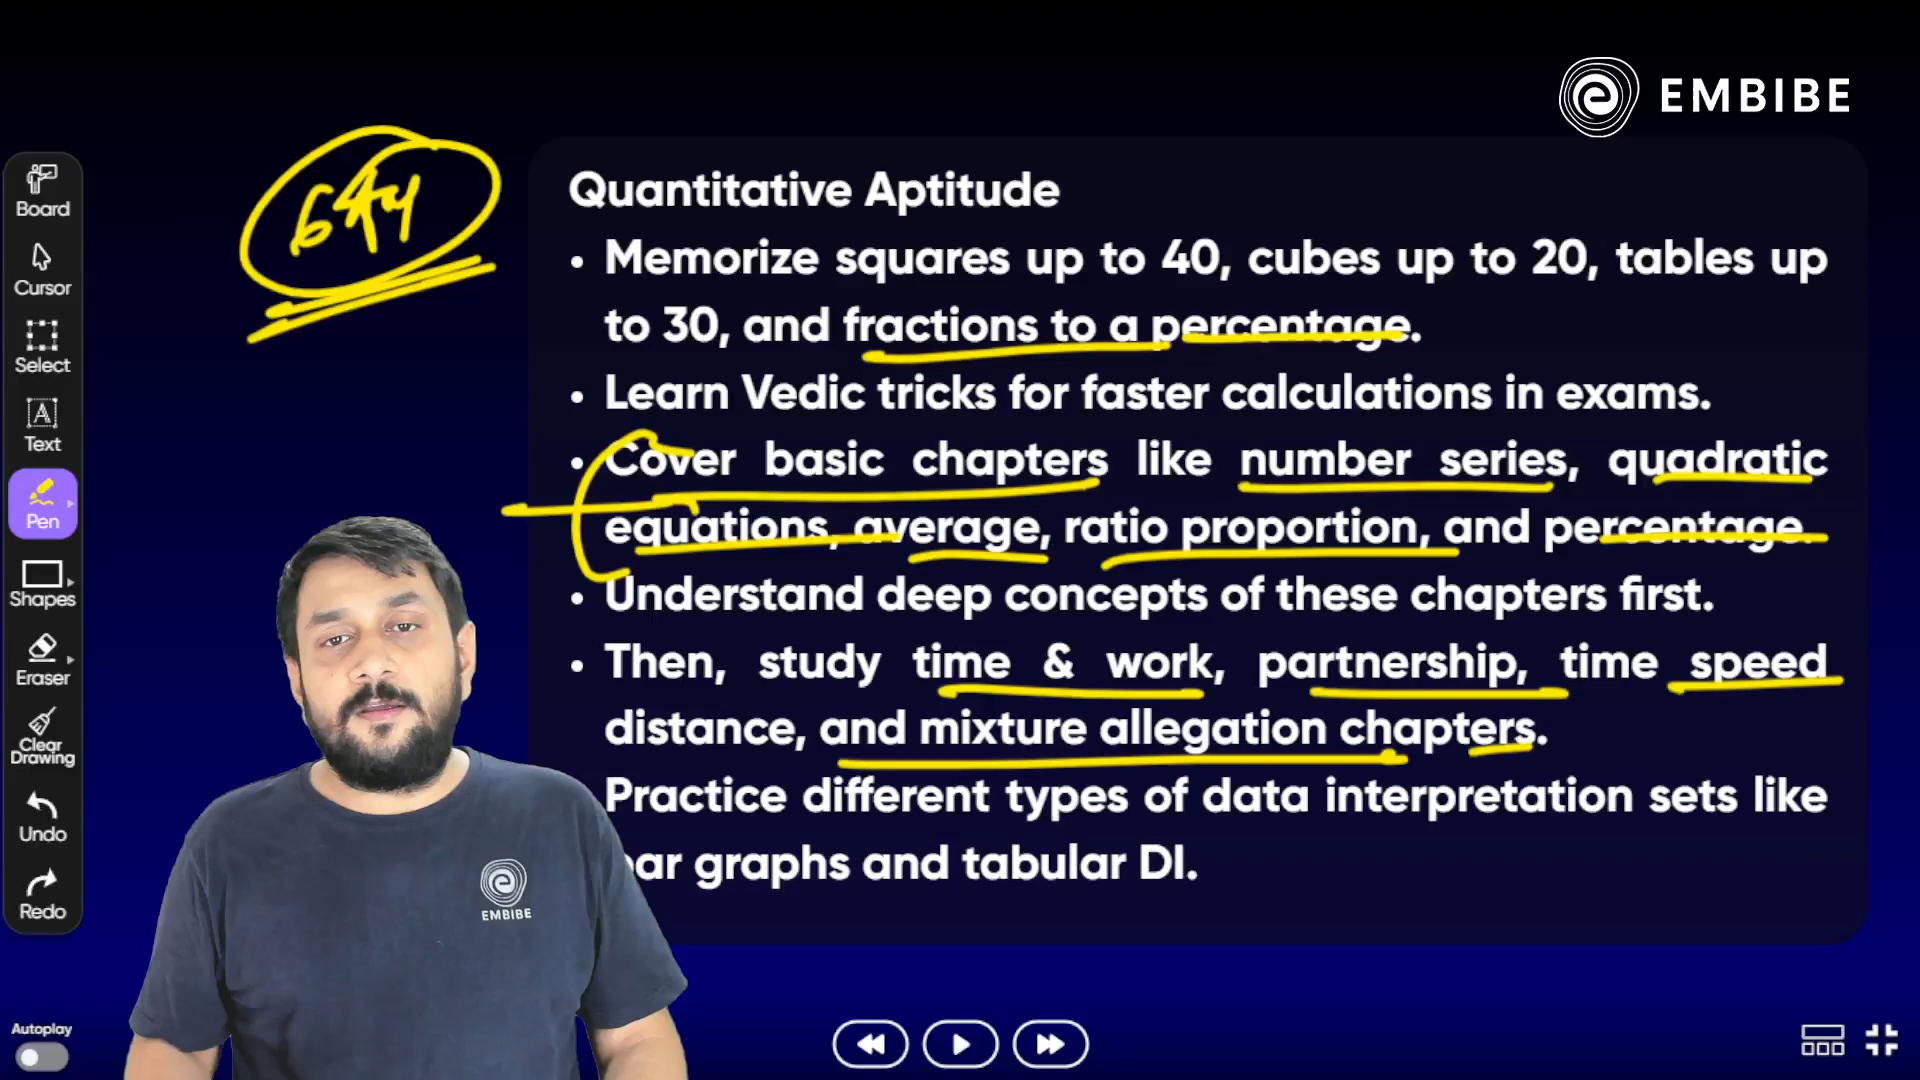 EMBIBE
Board
Cursor
Select
Text
Pen
Shapes
Eraser
Clear
Drawing
Undo
Redo
Autoplay
Quantitative Aptitude
• Memorize squares up to 40, cubes up to 20, tables up
to 30, and fractions to a percentage.
• Learn Vedic tricks for faster calculations in exams.
• Cover basic chapters like number series, quadratic
equations, average, ratio proportion, and percentage.
• Understand deep concepts of these chapters first.
• Then, study time & work, partnership, time speed
distance, and mixture allegation chapters.
Practice different types of data interpretation sets like
graphs and tabular DI.
EMBIBE